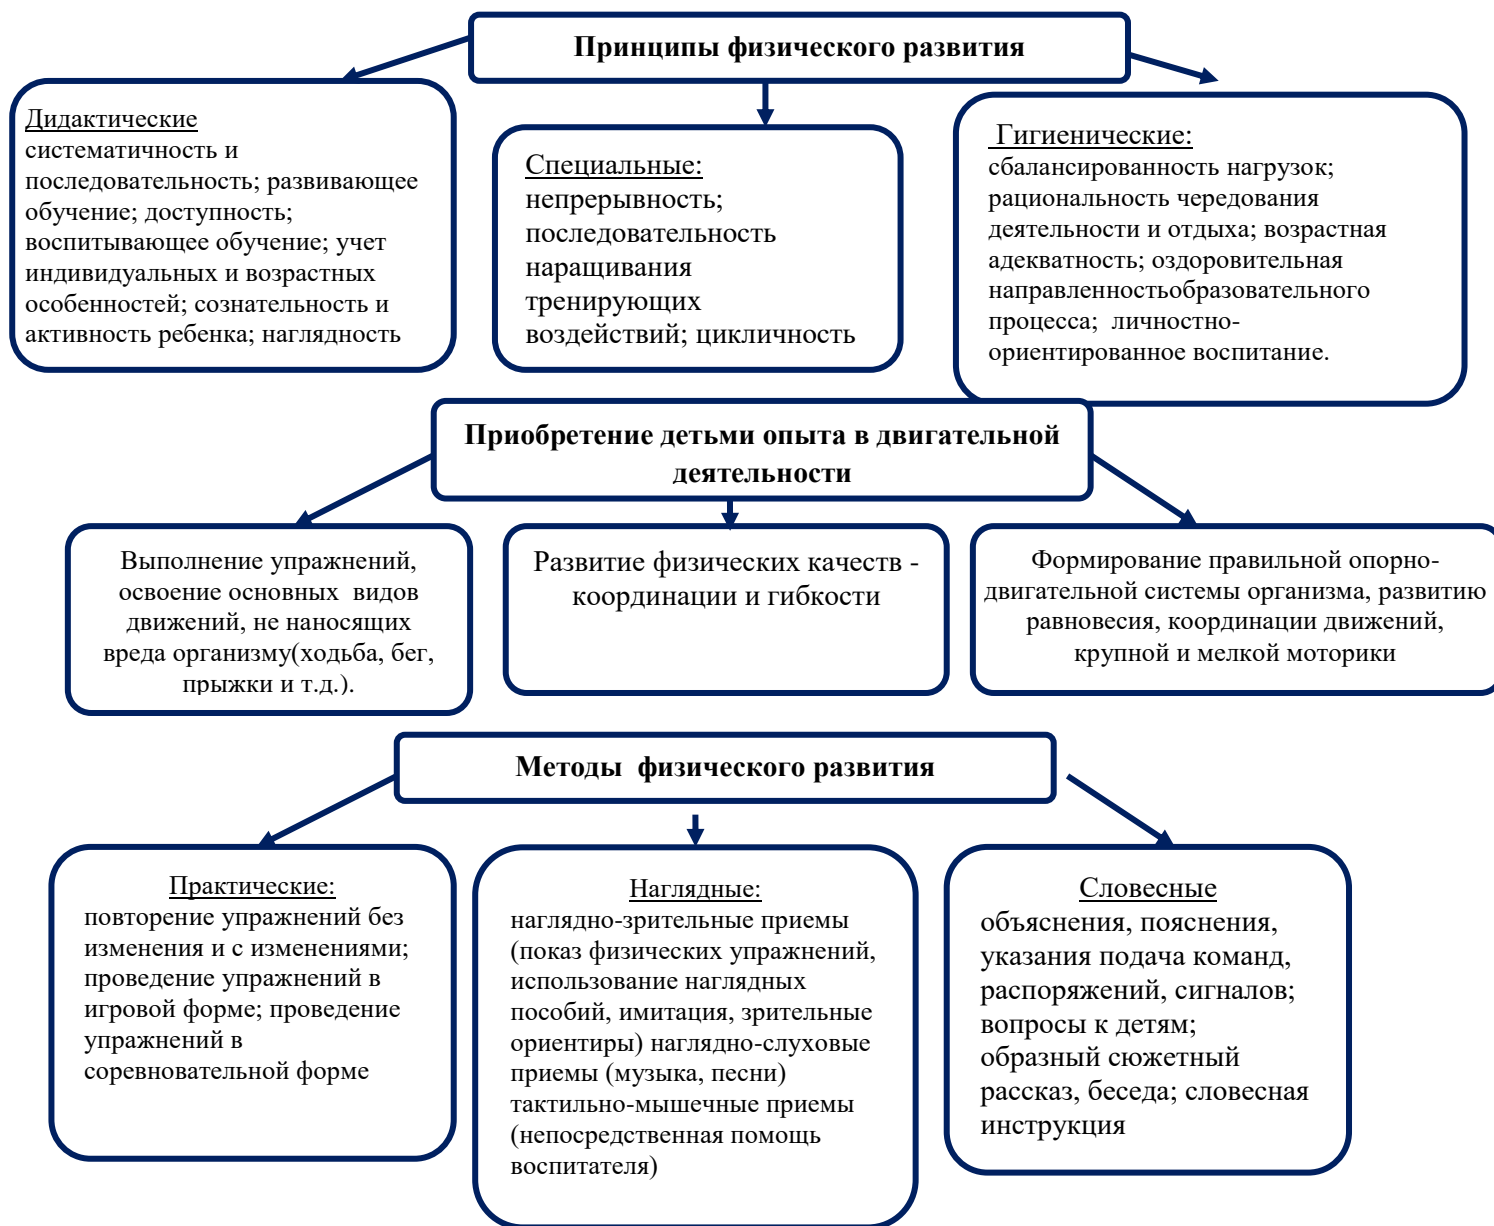 Принципы физического развития
Дидактические
систематичность и
последовательность; развивающее
обучение; доступность;
воспитывающее обучение; учет
индивидуальных и возрастных
особенностей; сознательность и
активность ребенка; наглядность
Специальные:
непрерывность;
последовательность
наращивания
тренирующих
воздействий; цикличность
Гигиенические:
сбалансированность нагрузок;
рациональность чередования
деятельности и отдыха; возрастная
адекватность; оздоровительная
направленностьобразовательного
процесса;  личностно-
ориентированное воспитание.
Приобретение детьми опыта в двигательной
деятельности
Выполнение упражнений,
освоение основных  видов
движений, не наносящих
вреда организму(ходьба, бег,
прыжки и т.д.).
Развитие физических качеств -
координации и гибкости
Формирование правильной опорно-
двигательной системы организма, развитию
равновесия, координации движений,
крупной и мелкой моторики
Методы  физического развития
Практические:
повторение упражнений без
изменения и с изменениями;
проведение упражнений в
игровой форме; проведение
упражнений в
соревновательной форме
Наглядные:
наглядно-зрительные приемы
(показ физических упражнений,
использование наглядных
пособий, имитация, зрительные
ориентиры) наглядно-слуховые
приемы (музыка, песни)
тактильно-мышечные приемы
(непосредственная помощь
воспитателя)
Словесные
объяснения, пояснения,
указания подача команд,
распоряжений, сигналов;
вопросы к детям;
образный сюжетный
рассказ, беседа; словесная
инструкция